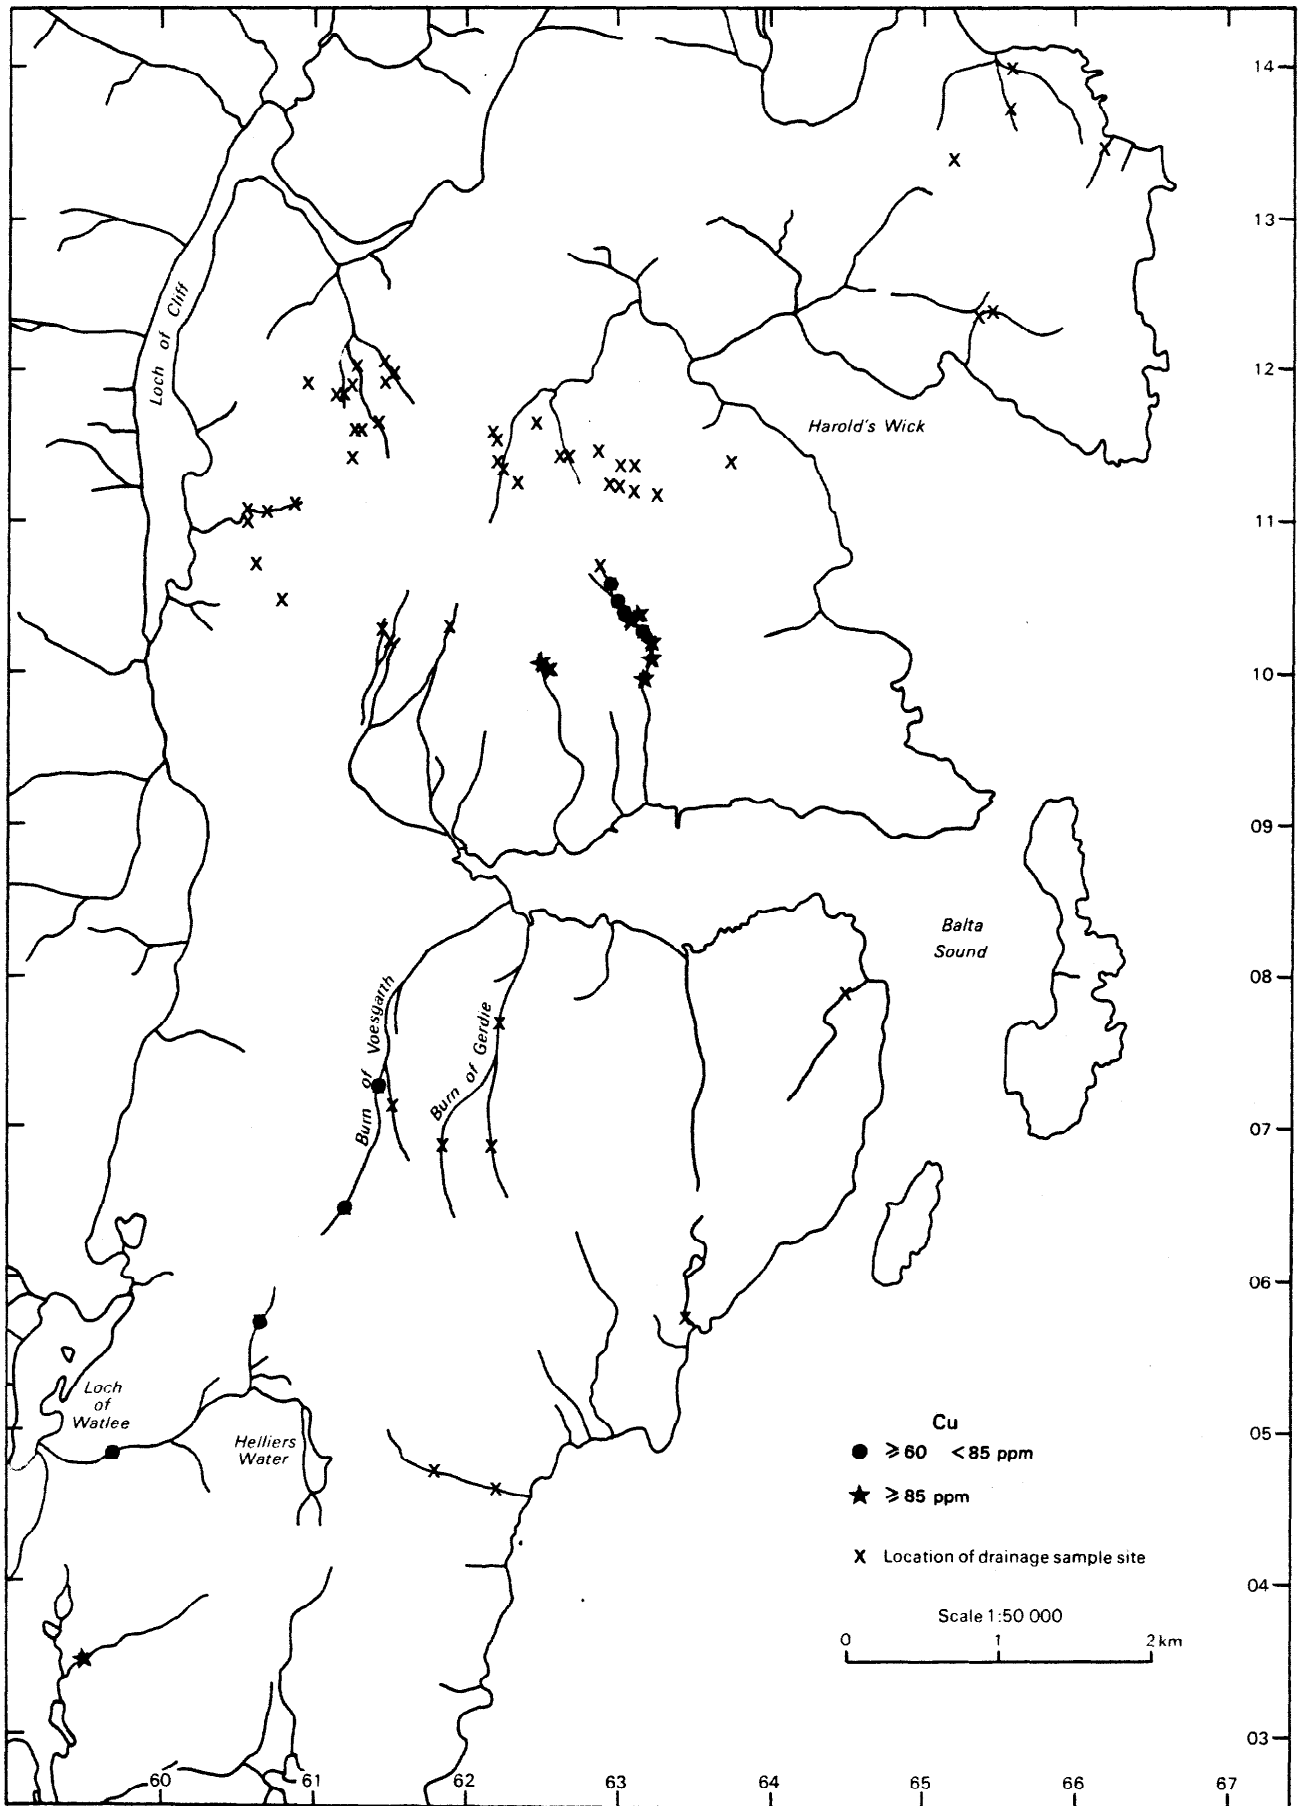 14
13
Loch of Cliff
12
Harold's Wick
11
10
09
Balta
Sound
08
Burn of Voesgarth
Burn of Gerdie
07
06
Loch
of
Watlee
Helliers
Water
05
Cu
● ≥60 <85 ppm
★ ≥85 ppm
x Location of drainage sample site
04
Scale 1:50 000
0 1 2 km
03
60 61 62 63 64 65 66 67